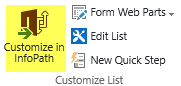 Customize in
InfoPath
Form Web Parts
Edit List
New Quick Step
Customize List